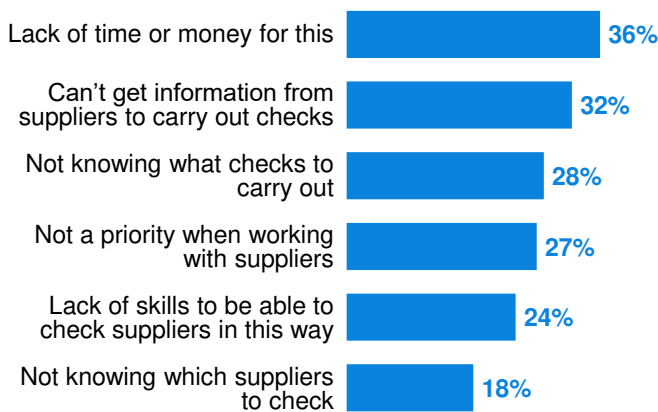 Lack of time or money for this
36%
Can’t get information from
suppliers to carry out checks
32%
Not knowing what checks to
carry out
28%
Not a priority when working
with suppliers
27%
Lack of skills to be able to
check suppliers in this way
24%
Not knowing which suppliers
to check
18%